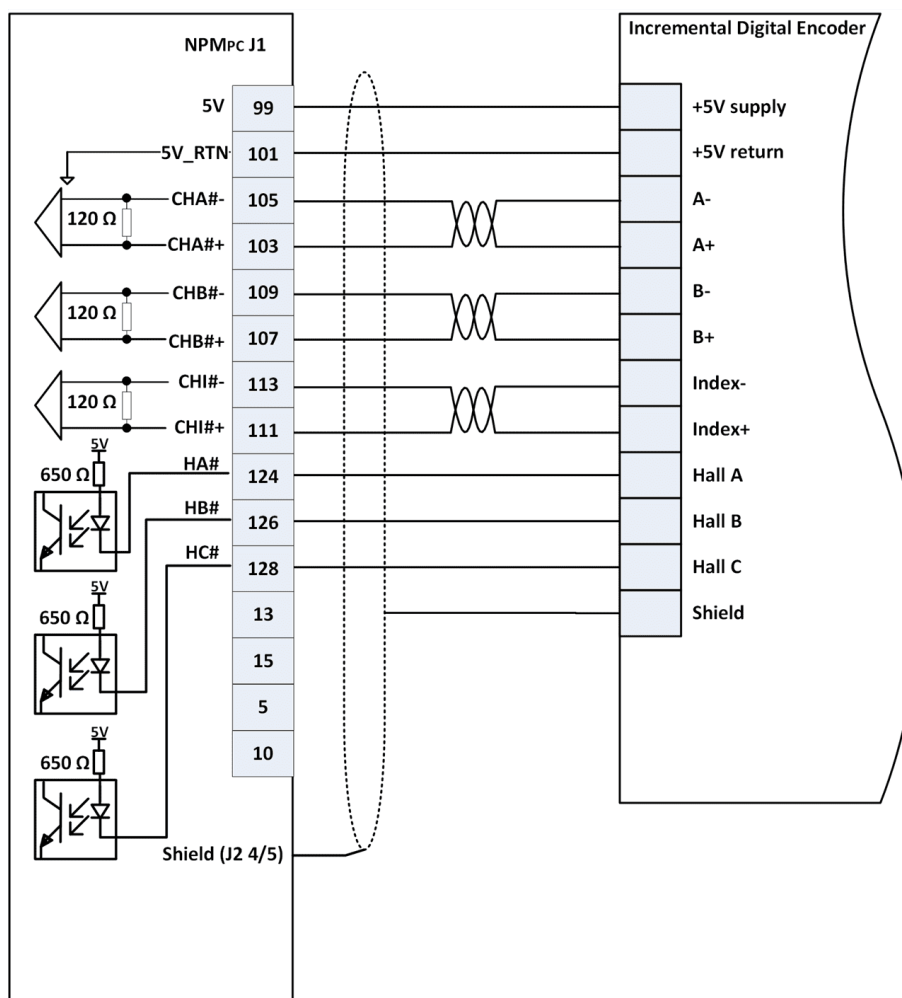 NPMPC J1
Incremental Digital Encoder
5V 99 +5V supply
5V_RTN 101 +5V return
CHA#- 105 A-
120 Ω
CHA#+ 103 A+
CHB#- 109 B-
120 Ω
CHB#+ 107 B+
CHI#- 113 Index-
120 Ω
CHI#+ 111 Index+
5V
650 Ω
HA# 124 Hall A
HB# 126 Hall B
HC# 128 Hall C
5V
650 Ω
13 Shield
15
5
5V
650 Ω
10
Shield (J2 4/5)